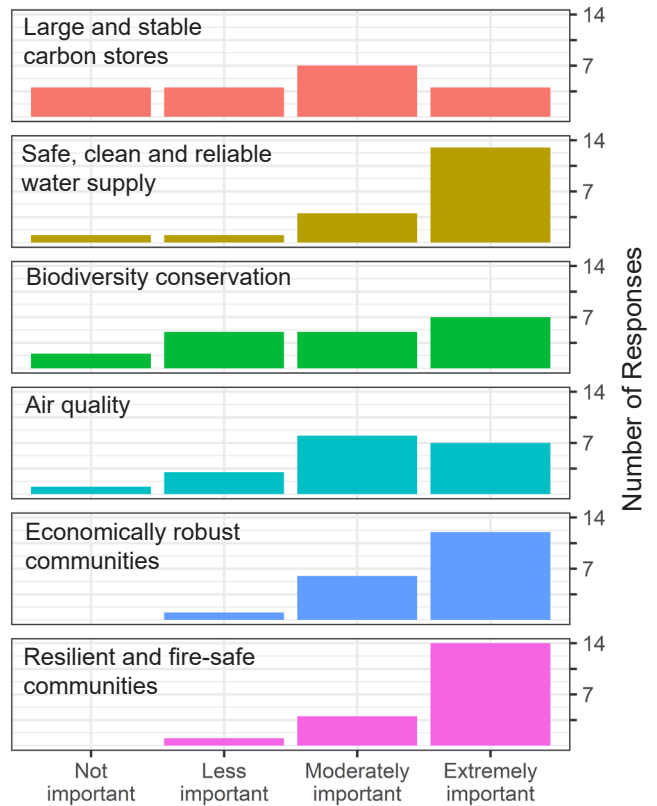 Large and stable
carbon stores
14
7
Safe, clean and reliable
water supply
14
7
Biodiversity conservation
14
7
Air quality
14
7
Economically robust
communities
14
7
Resilient and fire-safe
communities
14
7
Number of Responses
Not
important
Less
important
Moderately
important
Extremely
important